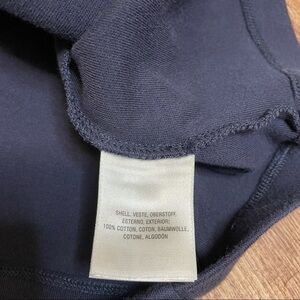 SHELL, VESTE, OBERSTOFF,
ESTERNO, EXTERIOR:
100% COTTON, COTON, BAUMWOLLE,
COTONE, ALGODÓN